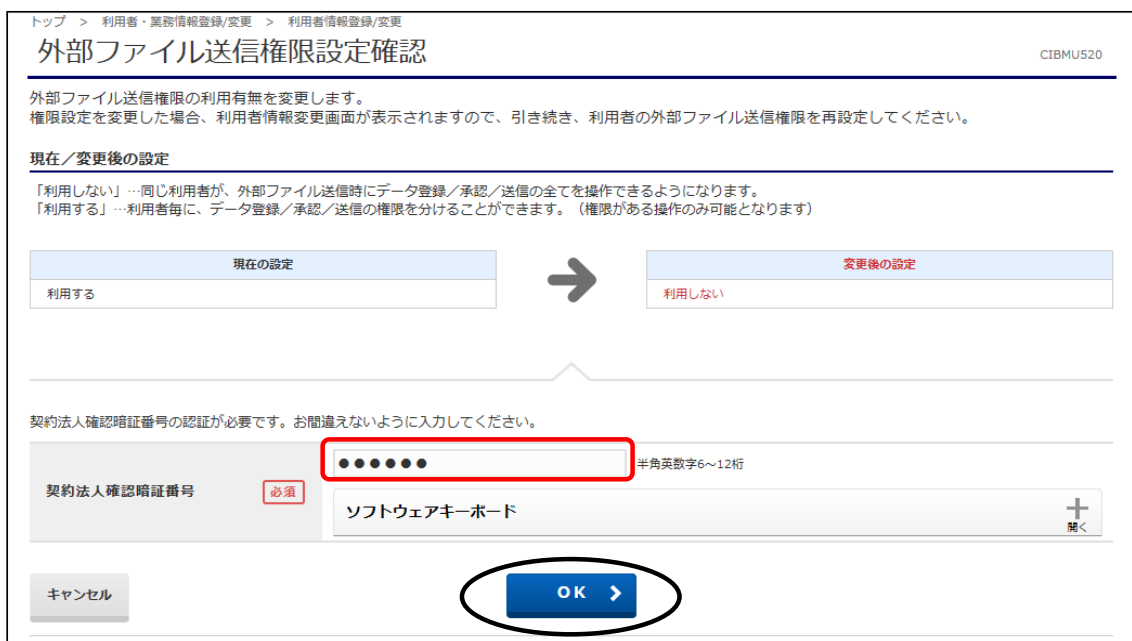 トップ > 利用者・業務情報登録/変更 > 利用者情報登録/変更
外部ファイル送信権限設定確認
CIBMU520
外部ファイル送信権限の利用有無を変更します。
権限設定を変更した場合、利用者情報変更画面が表示されますので、引き続き、利用者の外部ファイル送信権限を再設定してください。
現在／変更後の設定
「利用しない」…同じ利用者が、外部ファイル送信時にデータ登録／承認／送信の全てを操作できるようになります。
「利用する」…利用者毎に、データ登録／承認／送信の権限を分けることができます。（権限がある操作のみ可能となります）
現在の設定
利用する
変更後の設定
利用しない
契約法人確認暗証番号の認証が必要です。お間違えないように入力してください。
契約法人確認暗証番号 必須
●●●●●● 半角英数字6～12桁
ソフトウェアキーボード
開く
キャンセル
OK